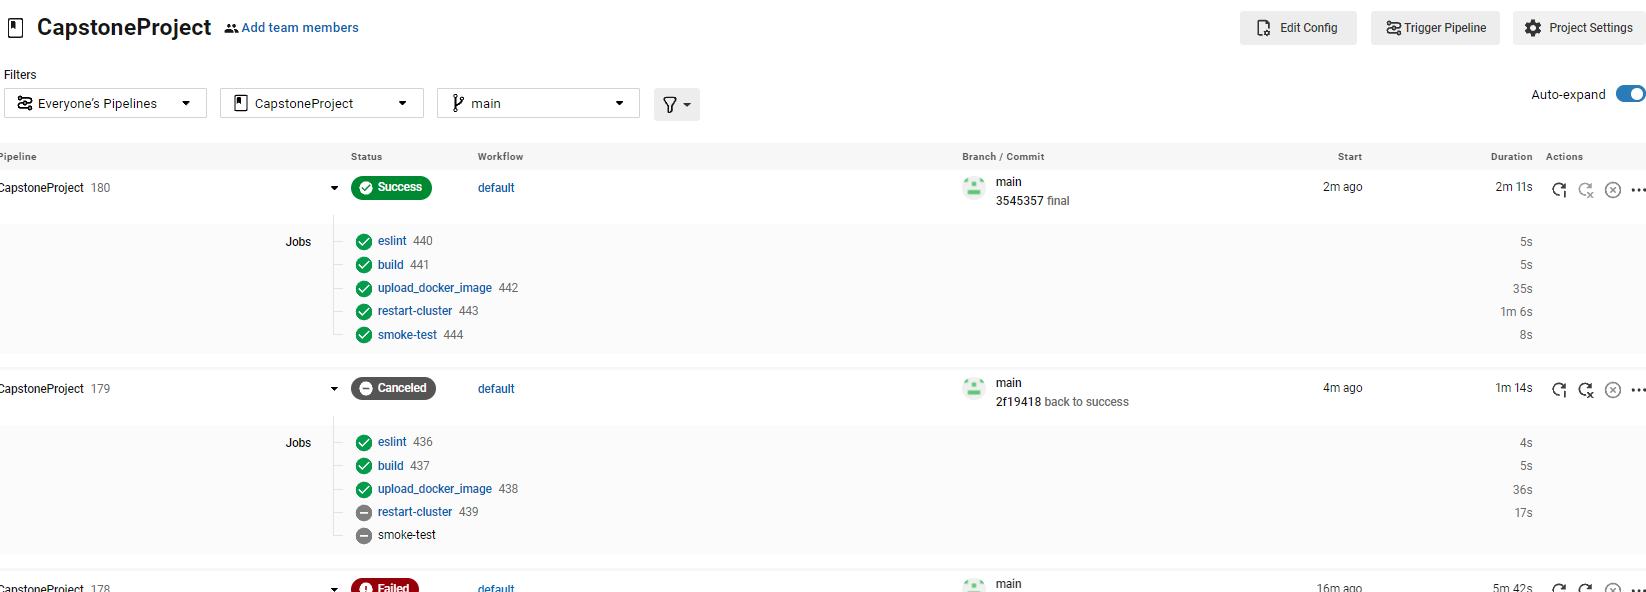 CapstoneProject Add team members Edit Config Trigger Pipeline Project Settings
Filters
Everyone's Pipelines CapstoneProject main Auto-expand
Pipeline Status Workflow Branch / Commit Start Duration Actions
CapstoneProject 180 Success default main 2m ago 2m 11s
3545357 final
Jobs eslint 440 5s
build 441 5s
upload_docker_image 442 35s
restart-cluster 443 1m 6s
smoke-test 444 8s
CapstoneProject 179 Canceled default main 4m ago 1m 14s
2f19418 back to success
Jobs eslint 436 4s
build 437 5s
upload_docker_image 438 36s
restart-cluster 439 17s
smoke-test
CapstoneProject 178 Failed default main 16m ago 5m 42s